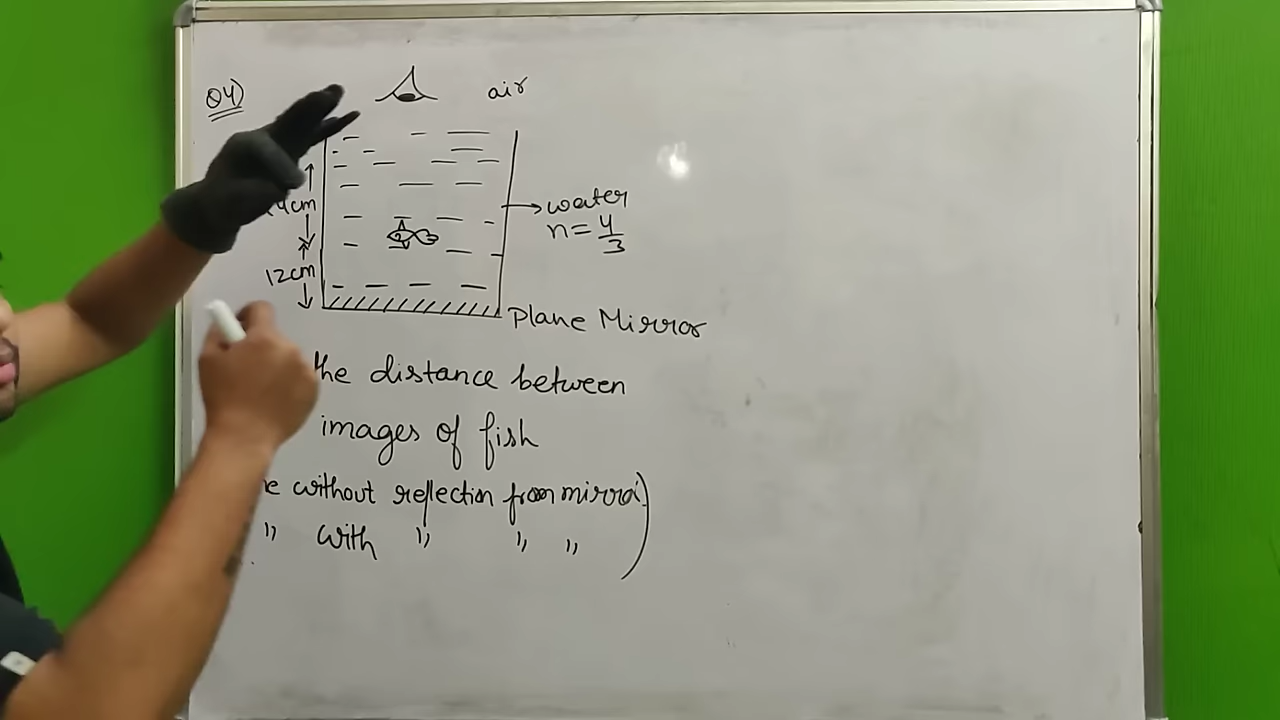 Q4)
air
4cm
water
n=4/3
12cm
Plane Mirror
the distance between
images of fish
without reflection from mirror)
" with " " "